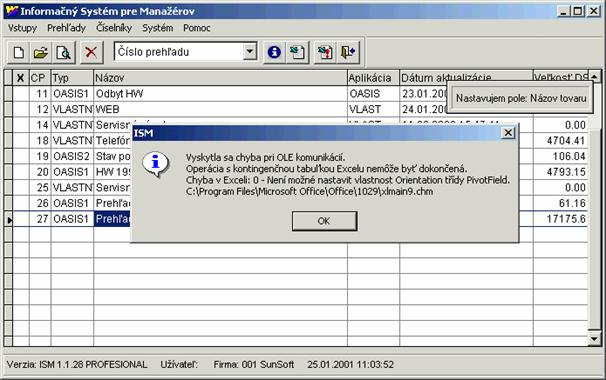 Informačný Systém pre Manažérov
Vstupy Prehľady Číselníky Systém Pomoc
Číslo prehľadu
X CP Typ Názov Aplikácia Dátum aktualizácie Veľkosť DS
11 OASIS1 Odbyt HW OASIS 23.01.200
12 VLASTN WEB VLAST 24.01.200
Nastavujem pole: Názov tovaru
14 VLASTN 0.00
18 VLASTN Telefó 4704.41
19 OASIS2 Stav po 106.04
20 OASIS1 HW 199 4793.15
25 VLASTN Servisn 0.00
26 OASIS1 Prehľa 61.16
27 OASIS1 Prehľa 17175.6
ISM
Vyskytla sa chyba pri OLE komunikácií.
Operácia s kontingenčnou tabuľkou Excelu nemôže byť dokončená.
Chyba v Exceli: 0 - Není možné nastavit vlastnost Orientation třídy PivotField.
C:\Program Files\Microsoft Office\Office\1029\xlmain9.chm
OK
Verzia: ISM 1.1.28 PROFESIONAL Užívateľ: Firma: 001 SunSoft 25.01.2001 11:03:52